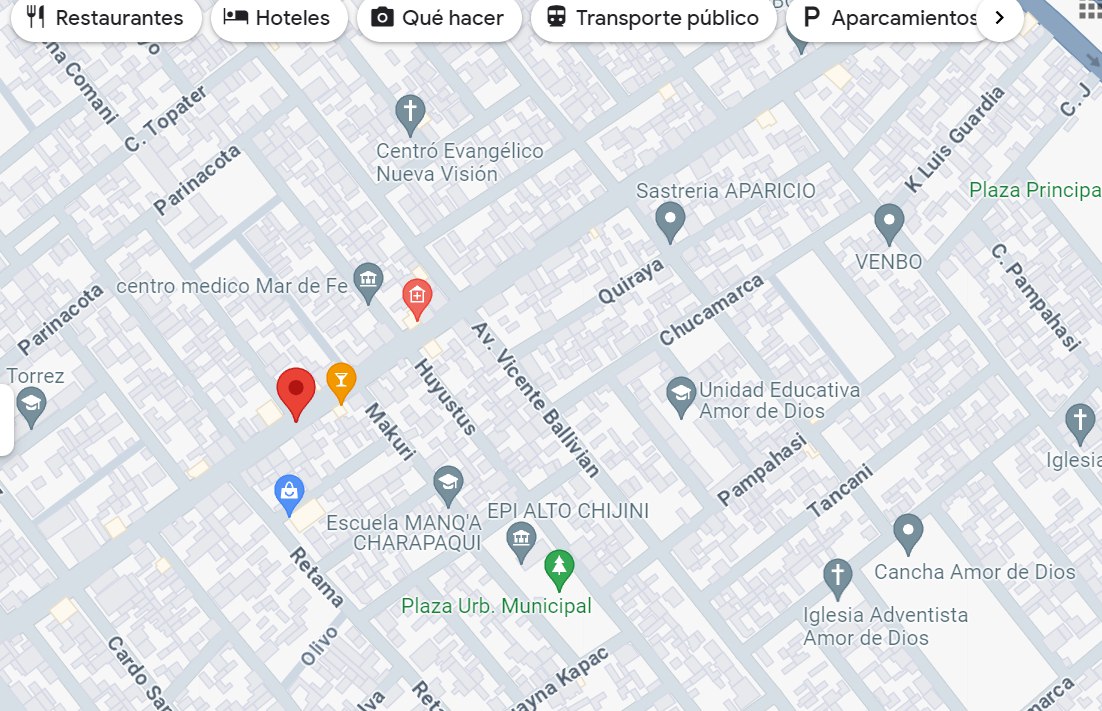 Restaurantes
Hoteles
Qué hacer
Transporte público
Aparcamientos
na Comani
C. Topater
Centró Evangélico
Nueva Visión
K Luis Guardia
C. J
Parinacota
Sastreria APARICIO
Plaza Principa
VENBO
C. Pampahasi
centro medico Mar de Fe
Quiraya
Chucamarca
Parinacota
Torrez
Av. Vicente Ballivian
Huyustus
Makuri
Unidad Educativa
Amor de Dios
Pampahasi
Tancani
Iglesia
Escuela MANQ'A
CHARAPAQUI
EPI ALTO CHIJINI
Retama
Plaza Urb. Municipal
Cancha Amor de Dios
Iglesia Adventista
Amor de Dios
Olivo
Cardo Sa
ayna Kapac
Reta
lva
marca